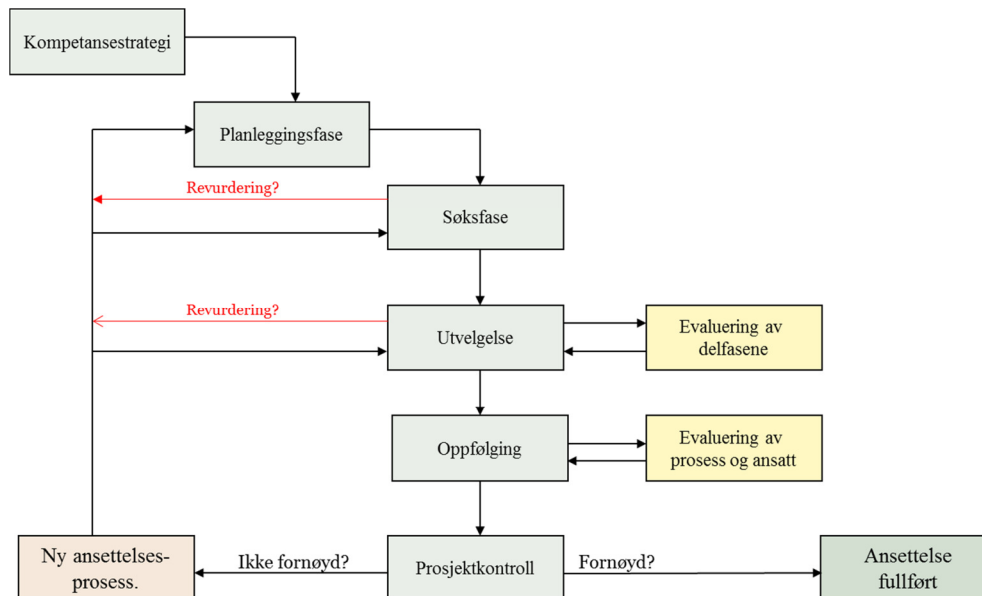 Kompetansestrategi
Planleggingsfase
Revurdering?
Søksfase
Revurdering?
Utvelgelse
Evaluering av
delfasene
Oppfølging
Evaluering av
prosess og ansatt
Ny ansettelses-
prosess.
Ikke fornøyd?
Prosjektkontroll
Fornøyd?
Ansettelse
fullført